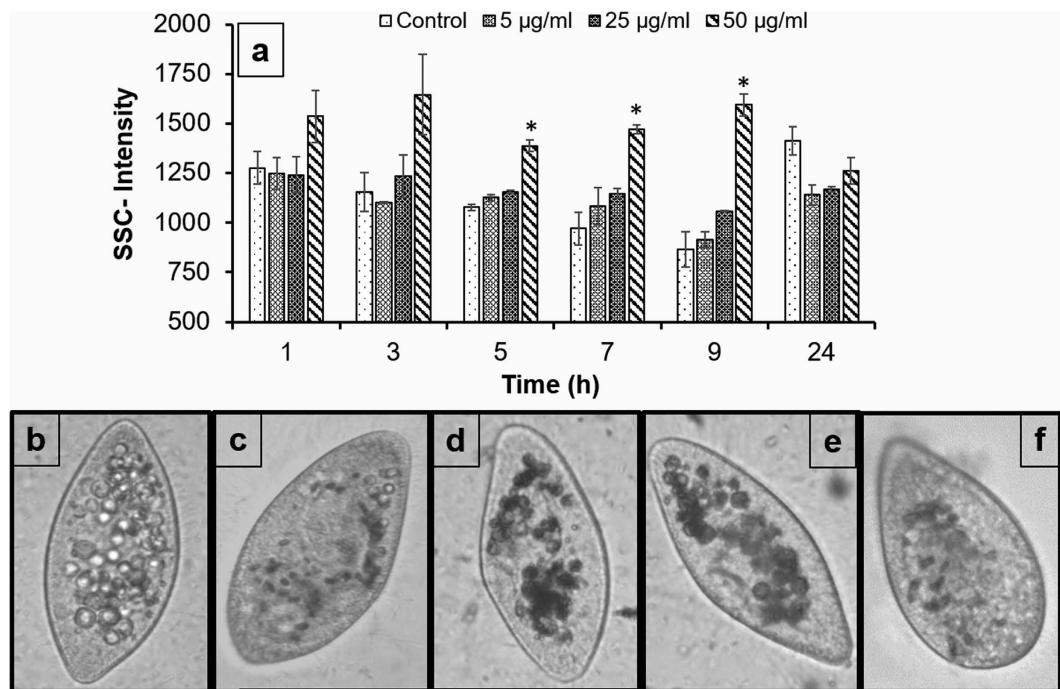 Control 5 µg/ml 25 µg/ml 50 µg/ml
a
SSC- Intensity
2000
1750
1500
1250
1000
750
500
* * *
1 3 5 7 9 24
Time (h)
b c d e f